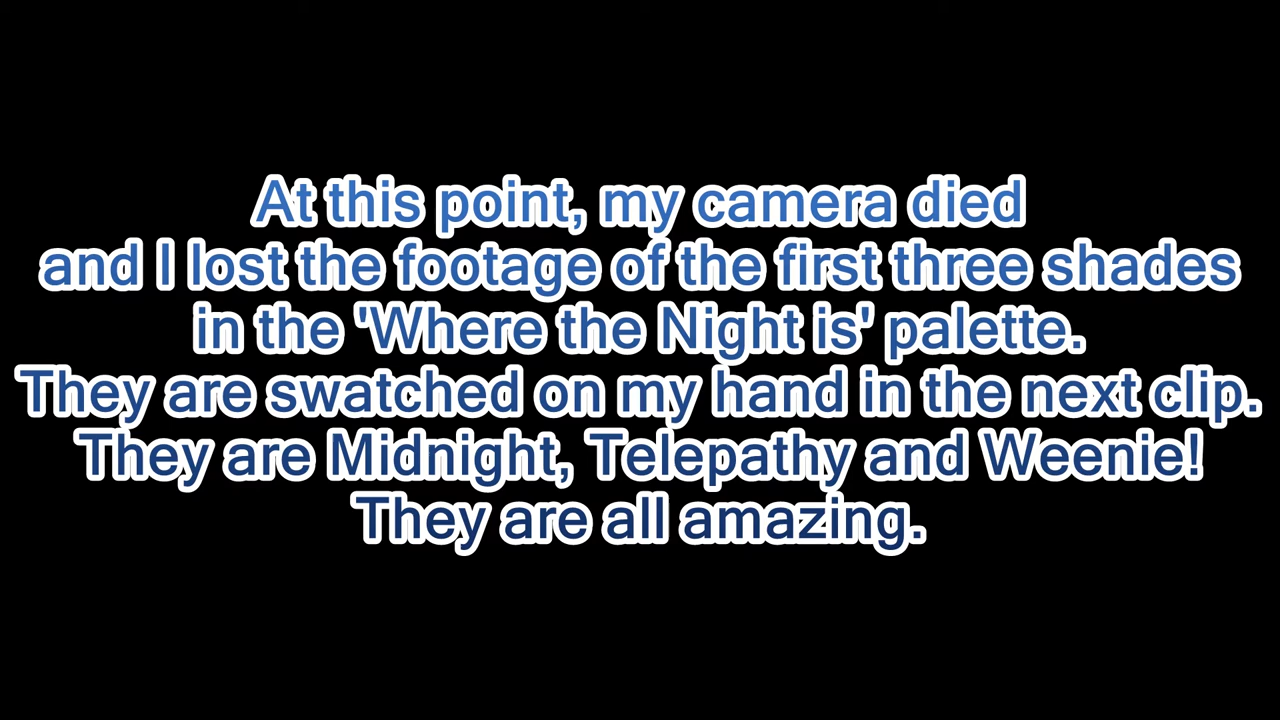 At this point, my camera died
and I lost the footage of the first three shades
in the 'Where the Night is' palette.
They are swatched on my hand in the next clip.
They are Midnight, Telepathy and Weenie!
They are all amazing.